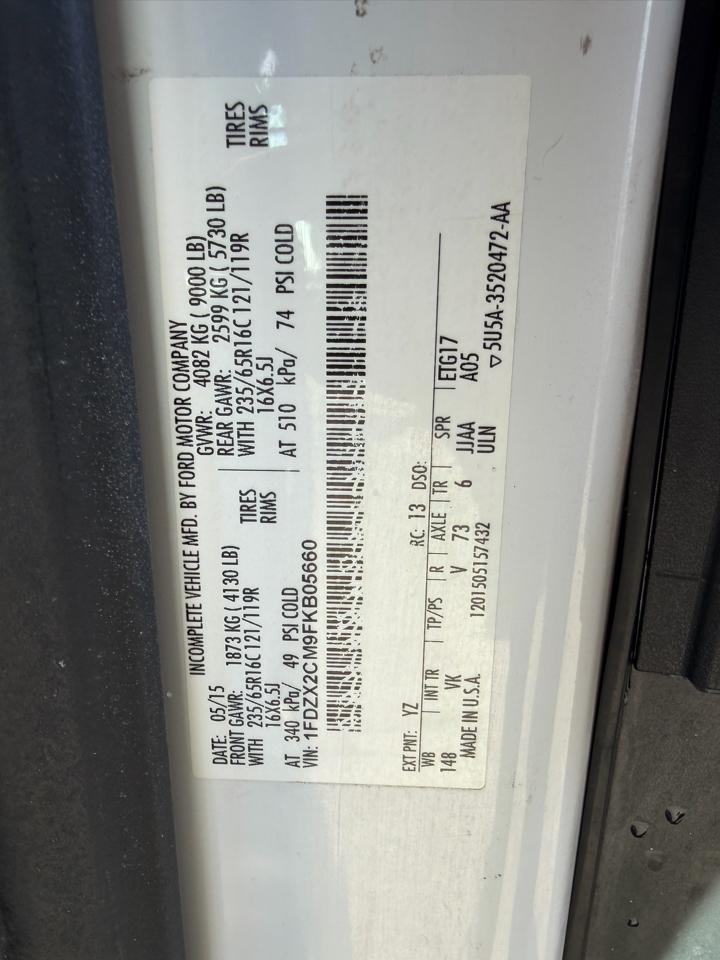 INCOMPLETE VEHICLE MFD. BY FORD MOTOR COMPANY
DATE: 05/15 GVWR: 4082 KG ( 9000 LB)
FRONT GAWR: 1873 KG ( 4130 LB) REAR GAWR: 2599 KG ( 5730 LB)
WITH 235/65R16C 121/119R TIRES WITH 235/65R16C 121/119R TIRES
16X6.5J RIMS 16X6.5J RIMS
AT 340 kPa/ 49 PSI COLD AT 510 kPa/ 74 PSI COLD
VIN: 1FDZX2CM9FKB05660
EXT PNT: YZ RC: 13 DSO:
WB INT TR TP/PS R AXLE TR SPR
148 VK V 73 6 JJAA ETG17
MADE IN U.S.A. 1201505157432 ULN A05
▽ 5U5A-3520472-AA